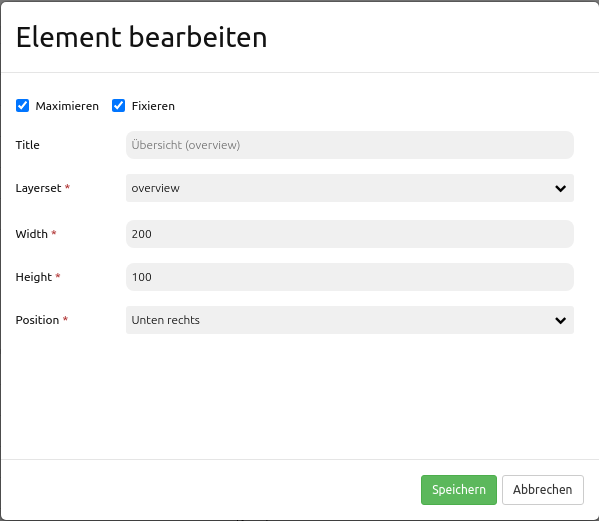 Element bearbeiten
Maximieren Fixieren
Title Übersicht (overview)
Layerset * overview
Width * 200
Height * 100
Position * Unten rechts
Speichern Abbrechen